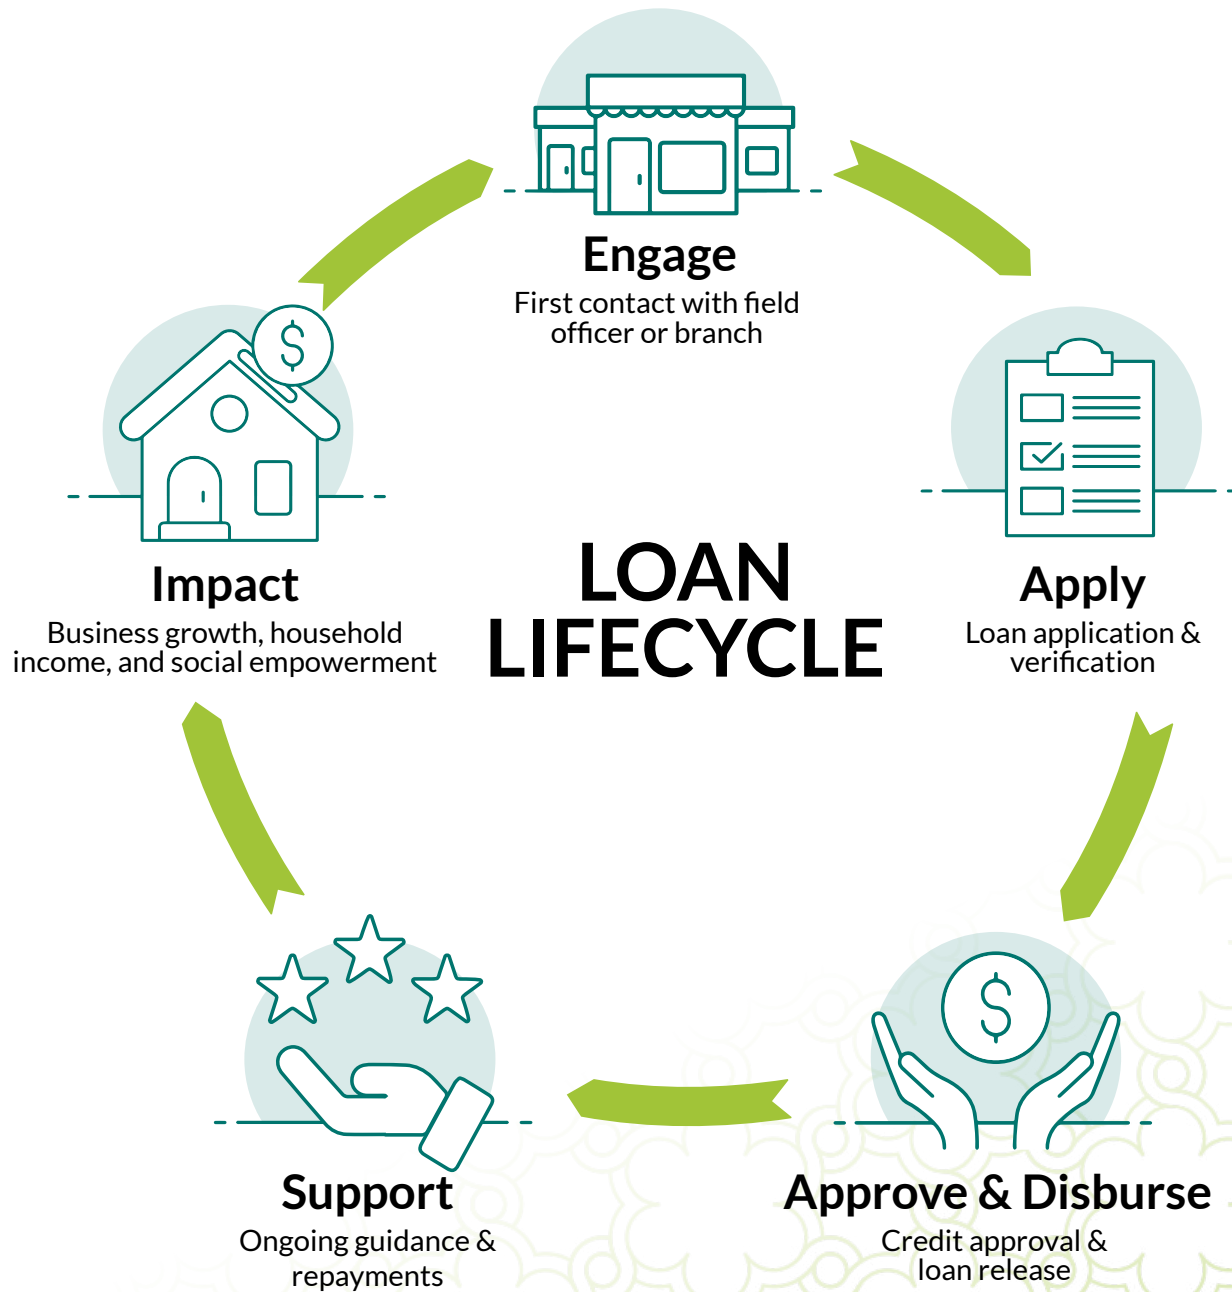 Engage
First contact with field
officer or branch
Apply
Loan application &
verification
Approve & Disburse
Credit approval &
loan release
Support
Ongoing guidance &
repayments
Impact
Business growth, household
income, and social empowerment
LOAN
LIFECYCLE
$
$